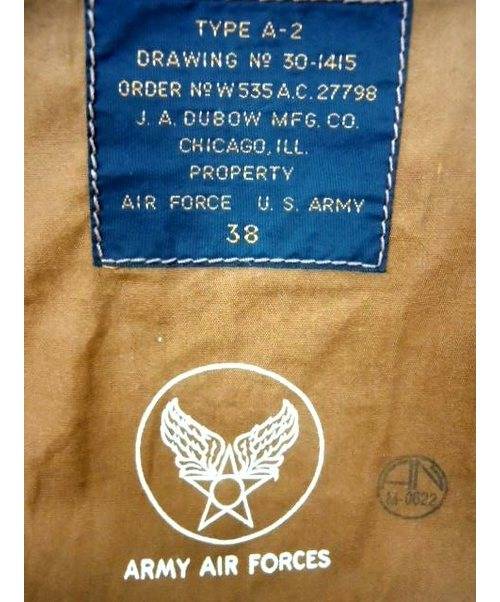 TYPE A-2
DRAWING Nº 30-1415
ORDER Nº W535 A.C. 27798
J. A. DUBOW MFG. CO.
CHICAGO, ILL.
PROPERTY
AIR FORCE U. S. ARMY
38
AN
M-0622
ARMY AIR FORCES